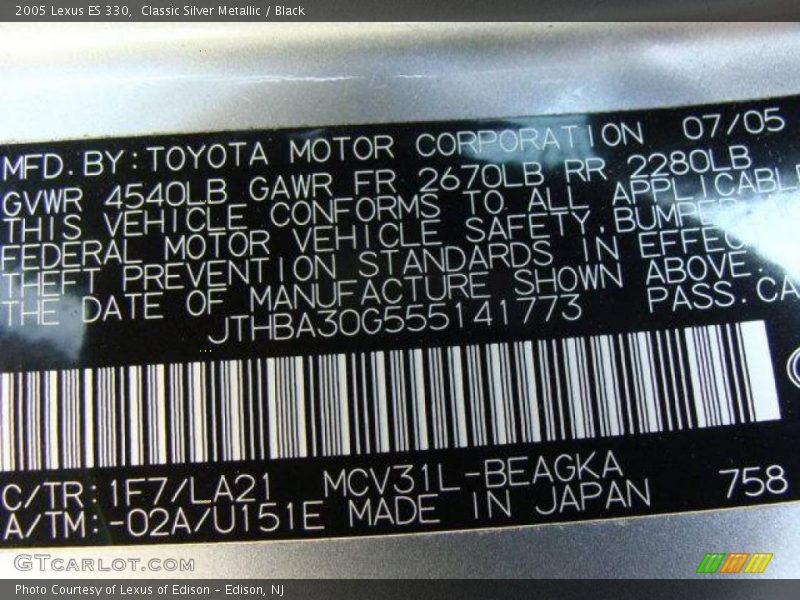 2005 Lexus ES 330,  Classic Silver Metallic / Black
MFD. BY: TOYOTA MOTOR CORPORATION 07/05
GVWR 4540LB GAWR FR 2670LB RR 2280LB
THIS VEHICLE CONFORMS TO ALL APPLICABLE
FEDERAL MOTOR VEHICLE SAFETY, BUMPER
THEFT PREVENTION STANDARDS IN EFFEC
THE DATE OF MANUFACTURE SHOWN ABOVE.
JTHBA30G555141773 PASS. CA
C/TR: 1F7/LA21 MCV31L-BEAGKA
A/TM: -02A/U151E MADE IN JAPAN 758
GTCARLOT.COM
Photo Courtesy of Lexus of Edison – Edison, NJ